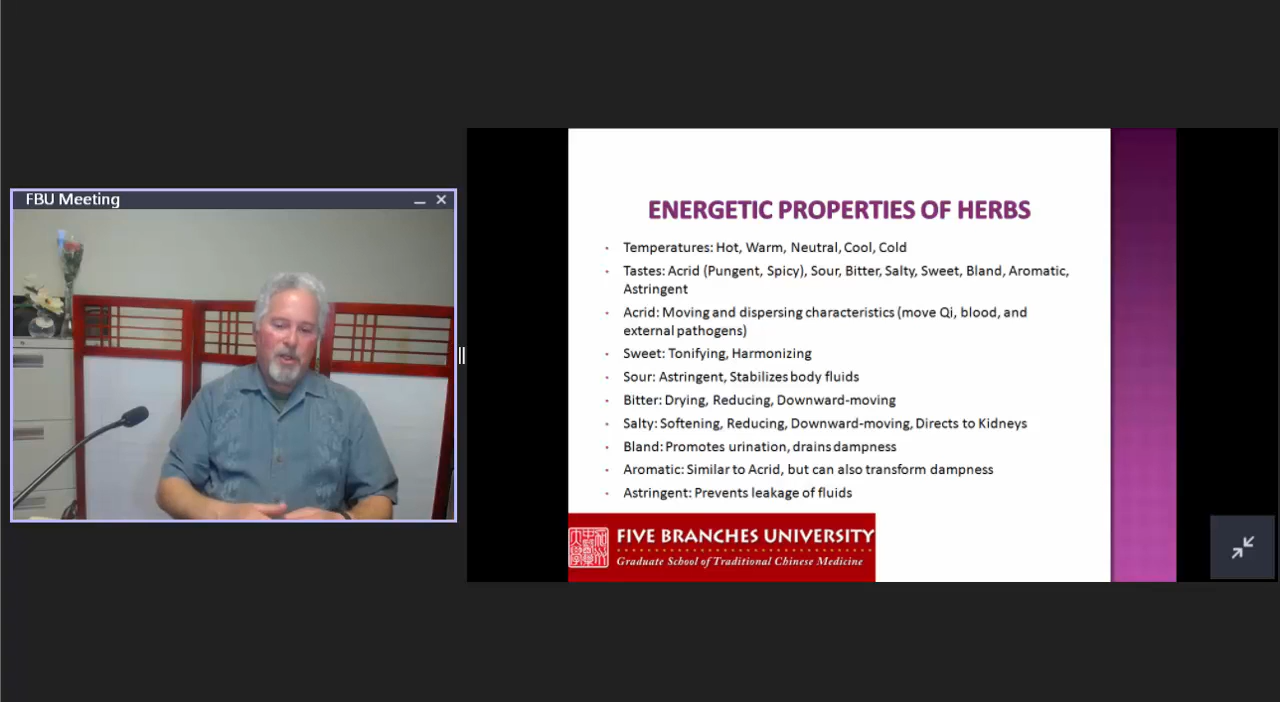 FBU Meeting
ENERGETIC PROPERTIES OF HERBS
Temperatures: Hot, Warm, Neutral, Cool, Cold
Tastes: Acrid (Pungent, Spicy), Sour, Bitter, Salty, Sweet, Bland, Aromatic,
Astringent
Acrid: Moving and dispersing characteristics (move Qi, blood, and
external pathogens)
Sweet: Tonifying, Harmonizing
Sour: Astringent, Stabilizes body fluids
Bitter: Drying, Reducing, Downward-moving
Salty: Softening, Reducing, Downward-moving, Directs to Kidneys
Bland: Promotes urination, drains dampness
Aromatic: Similar to Acrid, but can also transform dampness
Astringent: Prevents leakage of fluids
FIVE BRANCHES UNIVERSITY
Graduate School of Traditional Chinese Medicine